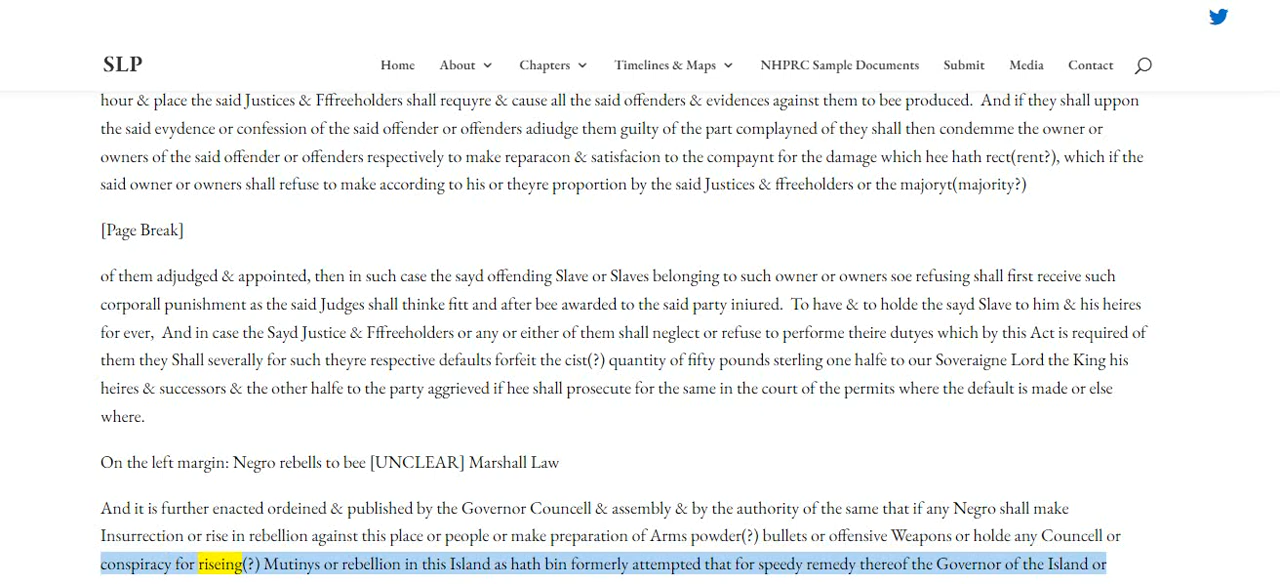 SLP
Home About Chapters Timelines & Maps NHPRC Sample Documents Submit Media Contact
hour & place the said Justices & Fffreeholders shall requyre & cause all the said offenders & evidences against them to bee produced. And if they shall uppon
the said evydence or confession of the said offender or offenders adiudge them guilty of the part complayned of they shall then condemme the owner or
owners of the said offender or offenders respectively to make reparacon & satisfacion to the compaynt for the damage which hee hath rect(rent?), which if the
said owner or owners shall refuse to make according to his or theyre proportion by the said Justices & ffreeholders or the majoryt(majority?)
[Page Break]
of them adjudged & appointed, then in such case the sayd offending Slave or Slaves belonging to such owner or owners soe refusing shall first receive such
corporall punishment as the said Judges shall thinke fitt and after bee awarded to the said party iniured. To have & to holde the sayd Slave to him & his heires
for ever, And in case the Sayd Justice & Fffreeholders or any or either of them shall neglect or refuse to performe theire dutyes which by this Act is required of
them they Shall severally for such theyre respective defaults forfeit the cist(?) quantity of fifty pounds sterling one halfe to our Soveraigne Lord the King his
heires & successors & the other halfe to the party aggrieved if hee shall prosecute for the same in the court of the permits where the default is made or else
where.
On the left margin: Negro rebells to bee [UNCLEAR] Marshall Law
And it is further enacted ordeined & published by the Governor Councell & assembly & by the authority of the same that if any Negro shall make
Insurrection or rise in rebellion against this place or people or make preparation of Arms powder(?) bullets or offensive Weapons or holde any Councell or
conspiracy for riseing(?) Mutinys or rebellion in this Island as hath bin formerly attempted that for speedy remedy thereof the Governor of the Island or